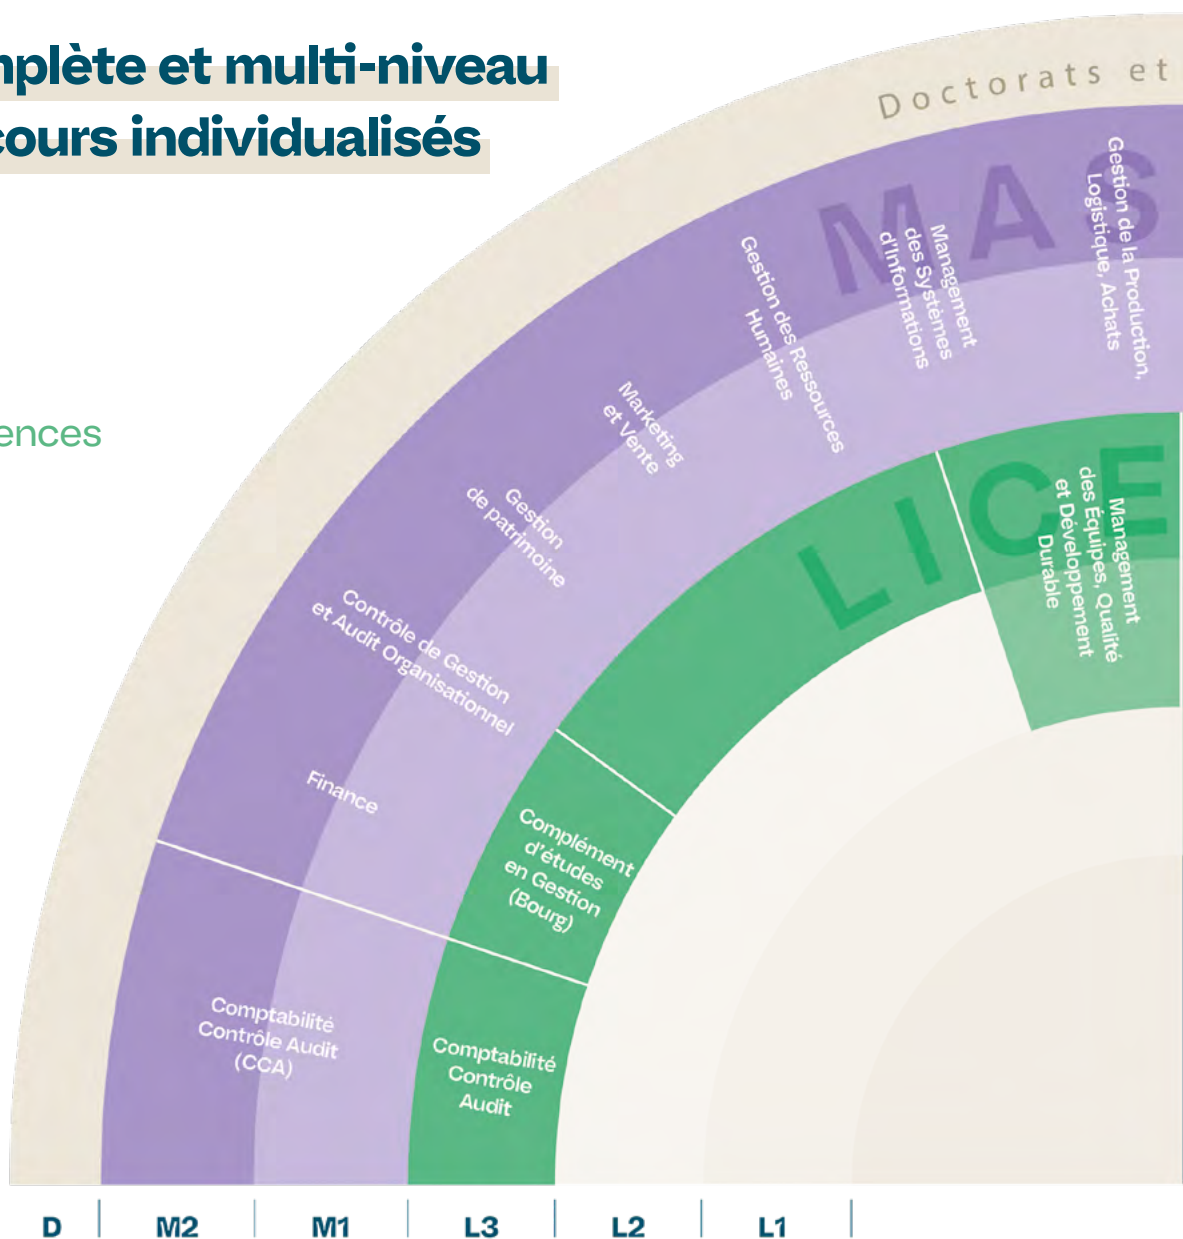 nplète et multi-niveau
cours individualisés
ences
Doctorats et
MAS
Gestion de la Production,
Logistique, Achats
Management
des Systèmes
d'Informations
Gestion des Ressources
Humaines
Marketing
et Vente
Gestion
de patrimoine
Contrôle de Gestion
et Audit Organisationnel
Finance
Comptabilité
Contrôle Audit
(CCA)
LICE
Management
des Équipes, Qualité
et Développement
Durable
Complément
d'études
en Gestion
(Bourg)
Comptabilité
Contrôle
Audit
D M2 M1 L3 L2 L1